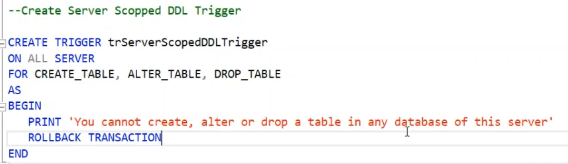 --Create Server Scopped DDL Trigger
CREATE TRIGGER trServerScopedDDLTrigger
ON ALL SERVER
FOR CREATE_TABLE, ALTER_TABLE, DROP_TABLE
AS
BEGIN
PRINT 'You cannot create, alter or drop a table in any database of this server'
ROLLBACK TRANSACTION
END